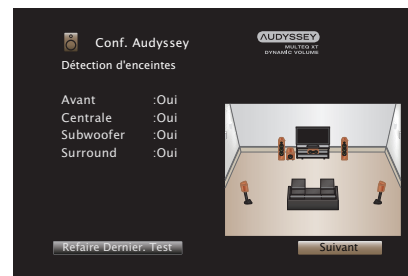 Conf. Audyssey
AUDYSSEY
MULTEQ XT
DYNAMIC VOLUME
Détection d'enceintes
Avant :Oui
Centrale :Oui
Subwoofer :Oui
Surround :Oui
Refaire Dernier. Test
Suivant